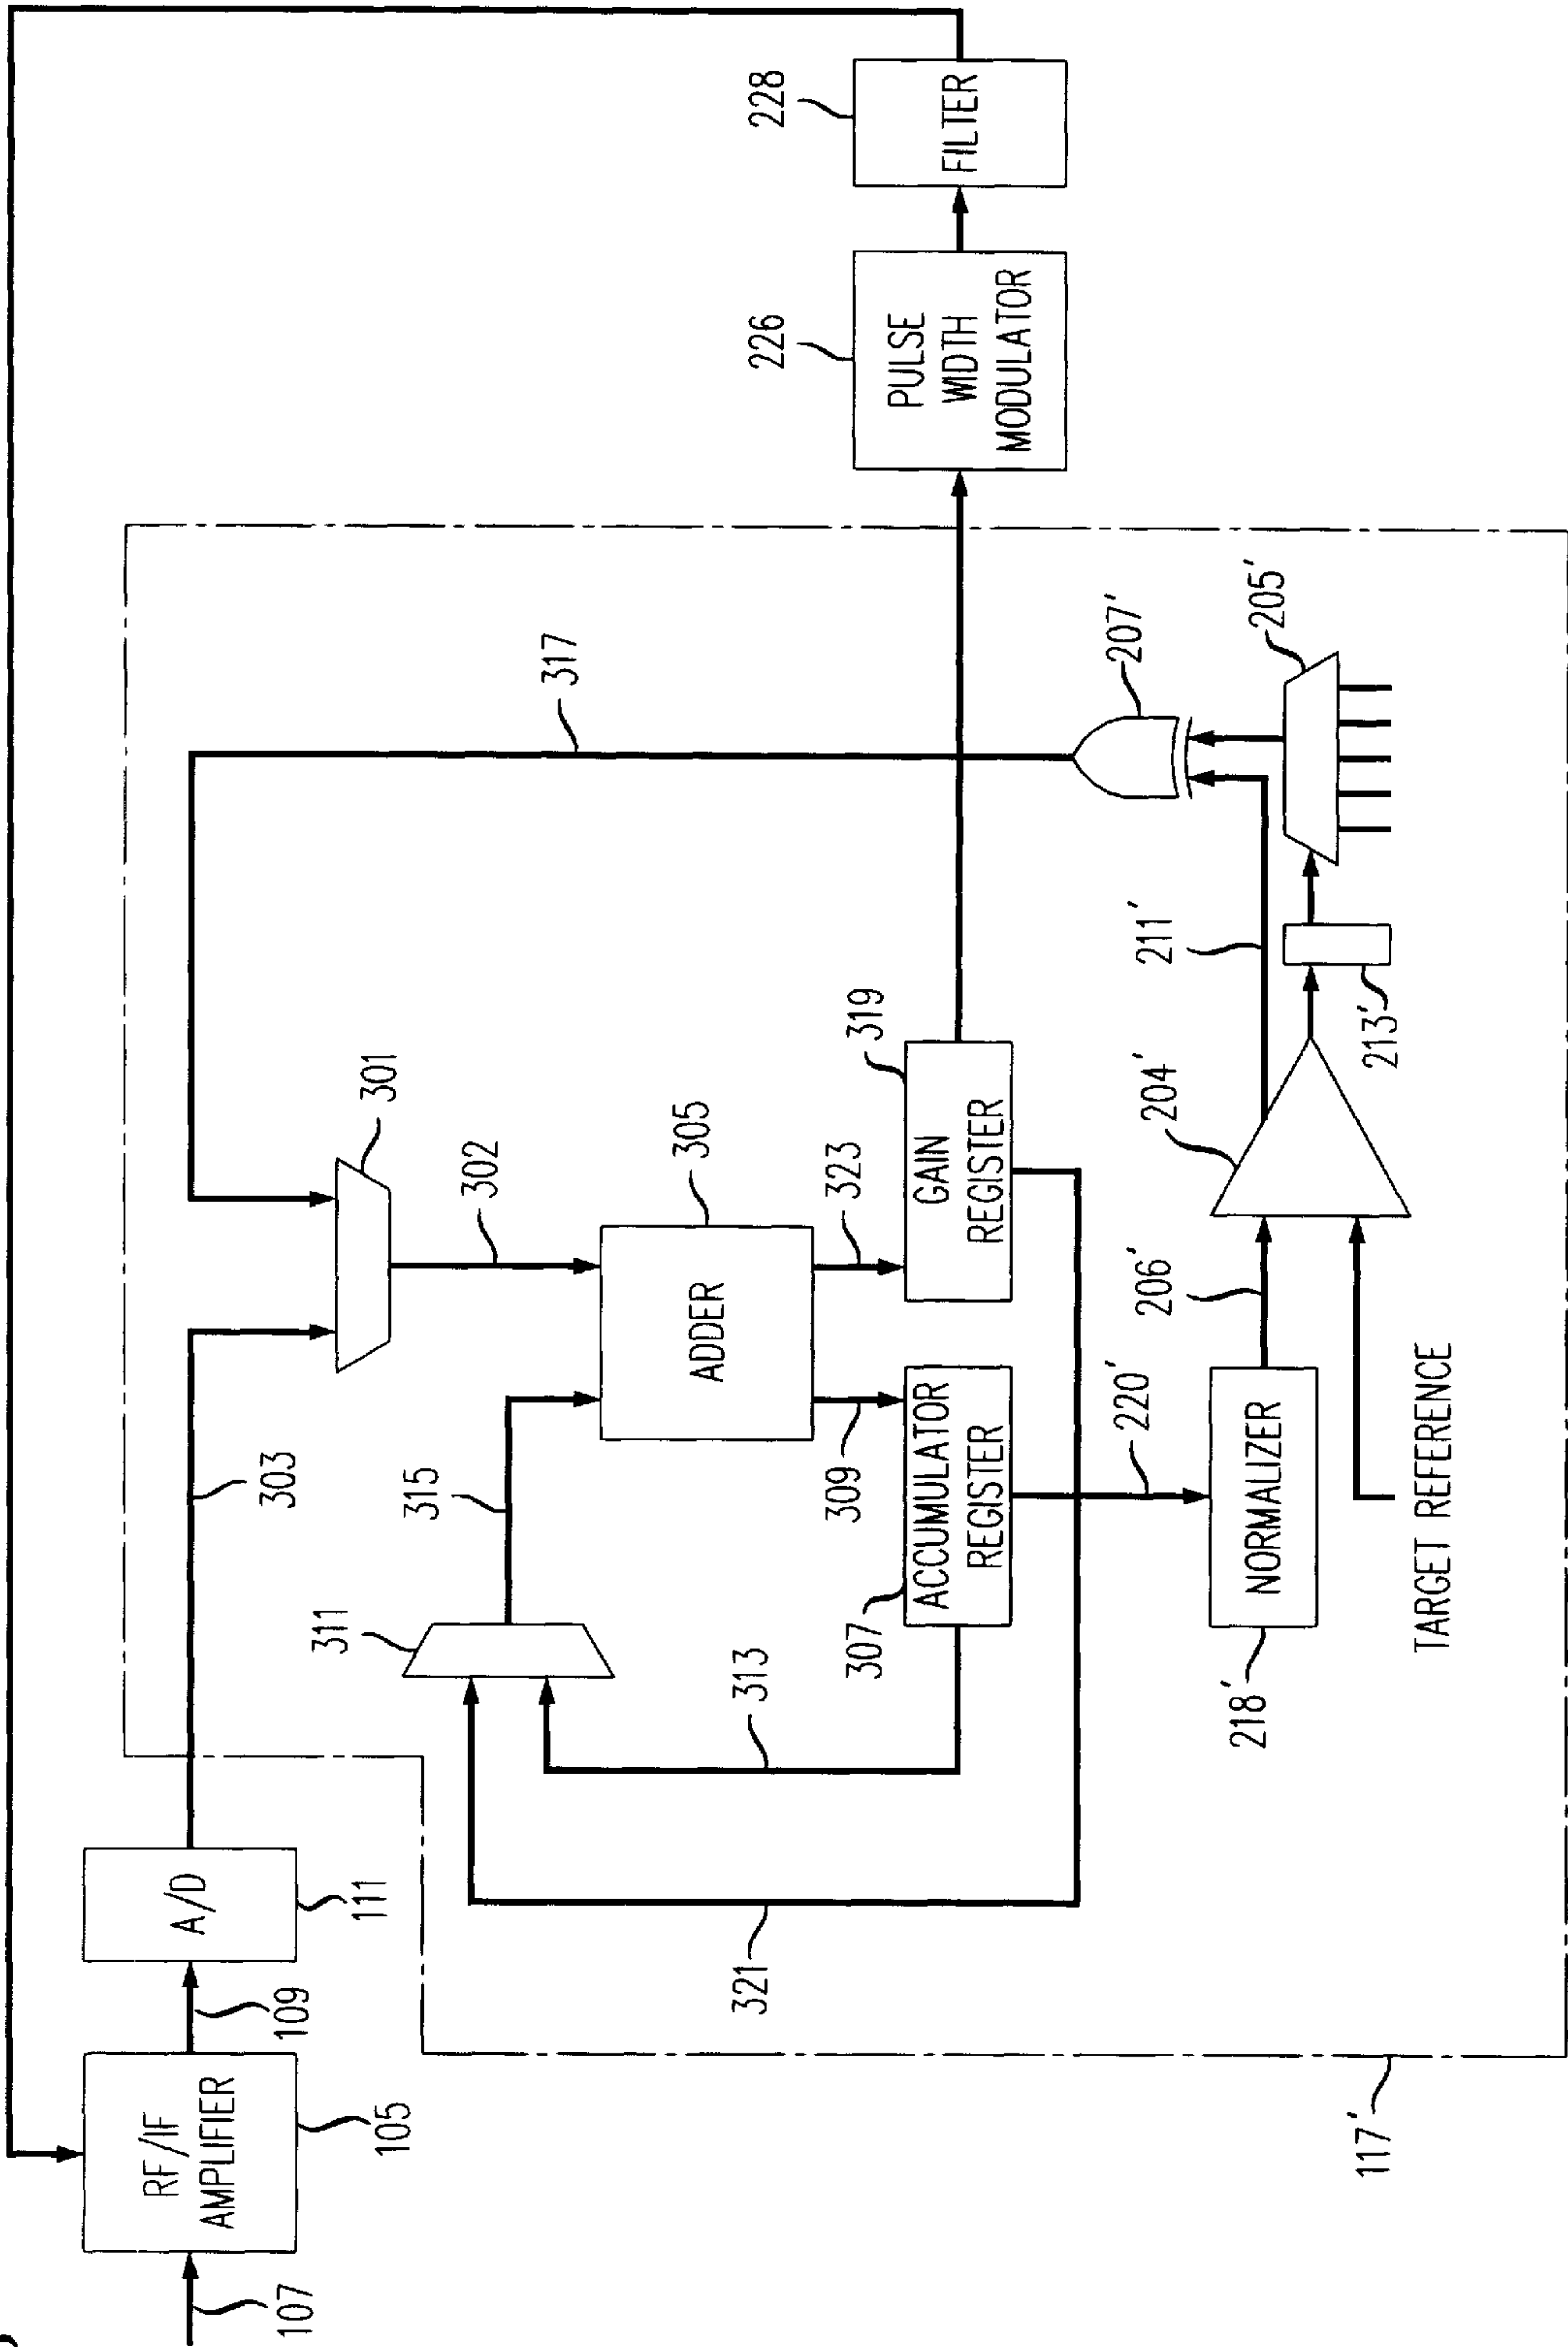 107
RF/IF
AMPLIFIER
105
109
A/D
111
303
301
317
302
315
311
ADDER
305
313
321
309
323
307
ACCUMULATOR
REGISTER
GAIN
REGISTER
319
PULSE
WIDTH
MODULATOR
226
FILTER
228
220'
218'
NORMALIZER
206'
TARGET REFERENCE
204'
211'
213'
207'
205'
117'